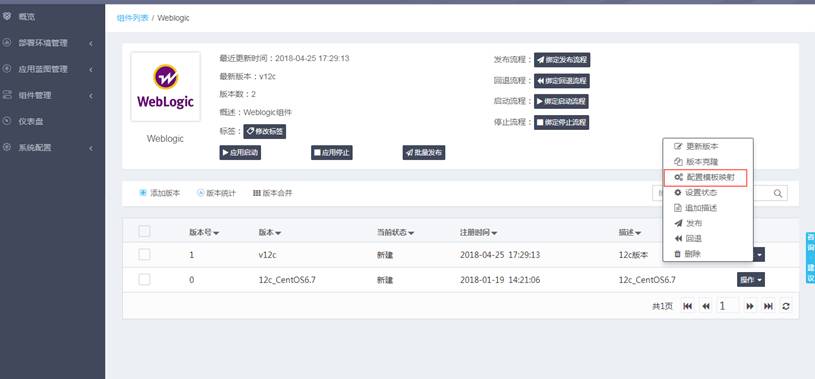 概览
部署环境管理
应用蓝图管理
组件管理
仪表盘
系统配置
组件列表 / Weblogic
WebLogic
Weblogic
最近更新时间：2018-04-25 17:29:13
最新版本：v12c
版本数：2
概述：Weblogic组件
标签： 修改标签
应用启动 应用停止 批量发布
发布流程： 绑定发布流程
回退流程： 绑定回退流程
启动流程： 绑定启动流程
停止流程： 绑定停止流程
更新版本
版本克隆
配置模板映射
设置状态
追加描述
发布
回退
删除
添加版本 版本统计 版本合并
版本号 版本 当前状态 注册时间 描述
1 v12c 新建 2018-04-25 17:29:13 12c版本
0 12c_CentOS6.7 新建 2018-01-19 14:21:06 12c_CentOS6.7 操作
共1页 1
咨询
建议